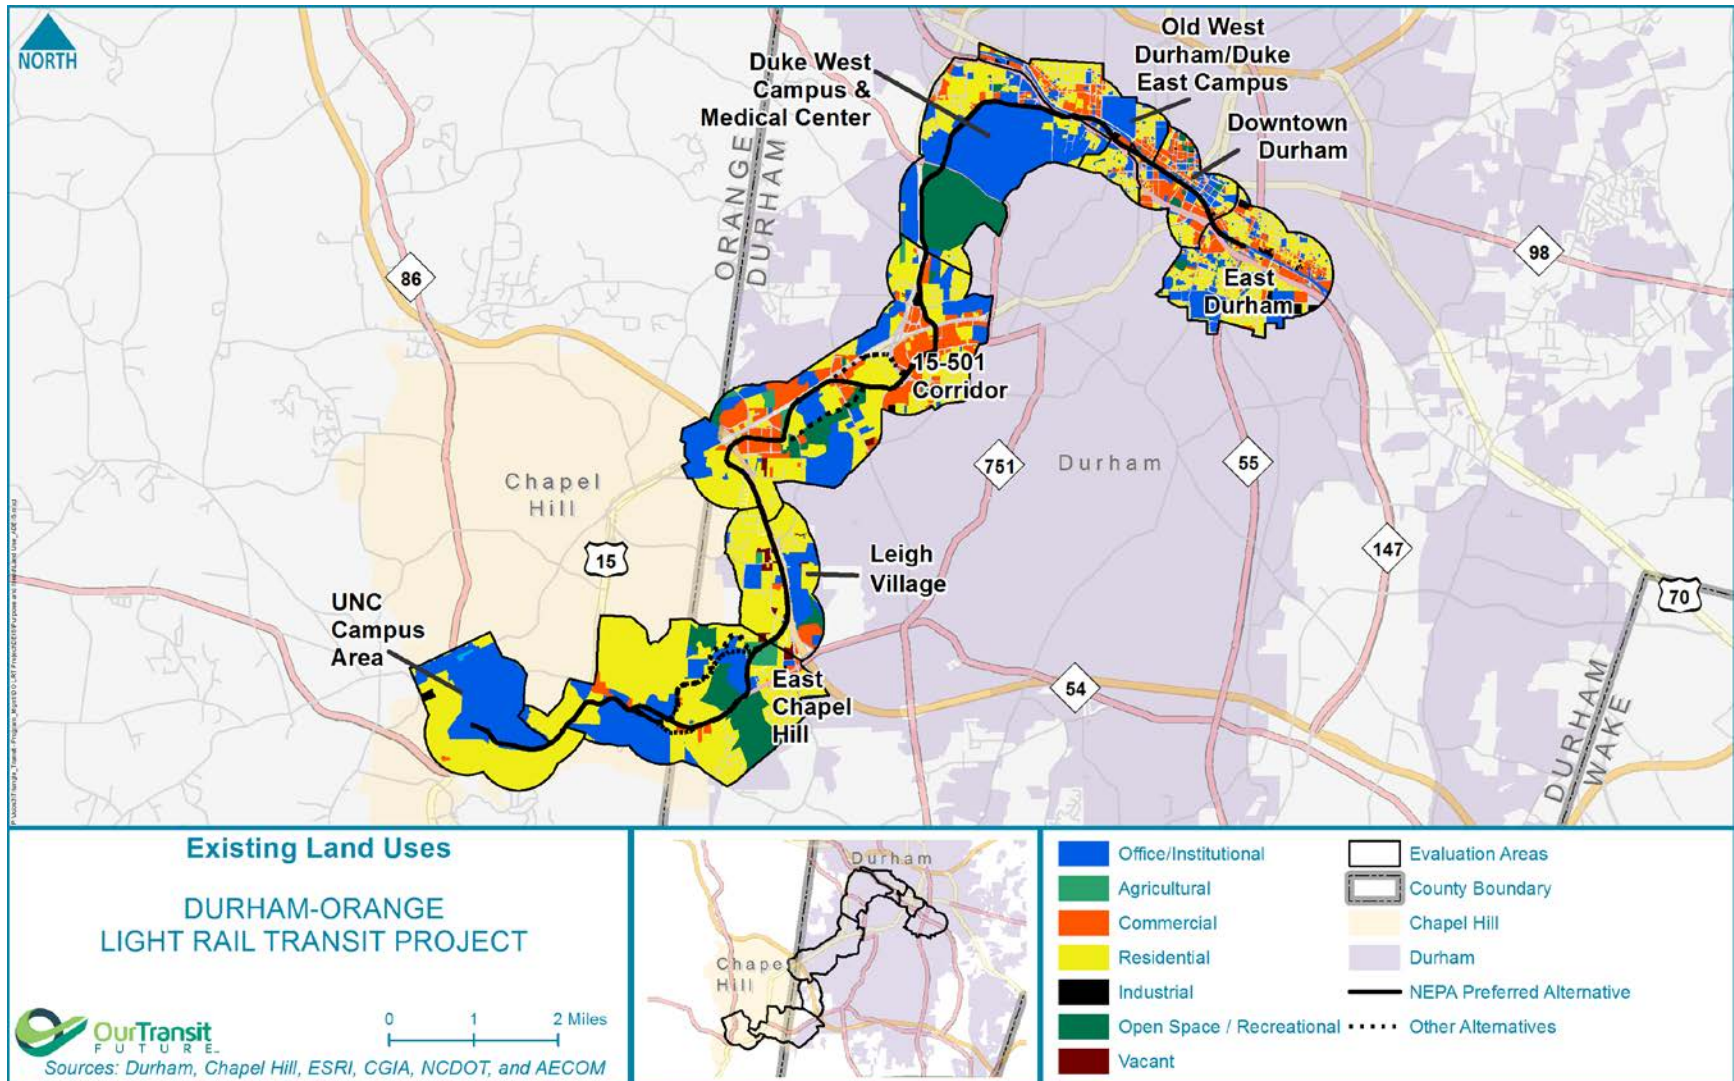 NORTH
Duke West
Campus &
Medical Center
Old West
Durham/Duke
East Campus
Downtown
Durham
ORANGE
DURHAM
86
98
East
Durham
15-501
Corridor
Chapel
Hill
751
Durham
55
15
Leigh
Village
147
70
UNC
Campus
Area
East
Chapel
Hill
54
DURHAM
WAKE
Existing Land Uses
DURHAM-ORANGE
LIGHT RAIL TRANSIT PROJECT
OurTransit
FUTURE
0 1 2 Miles
Sources: Durham, Chapel Hill, ESRI, CGIA, NCDOT, and AECOM
Durham
Chapel
Hill
Office/Institutional
Agricultural
Commercial
Residential
Industrial
Open Space / Recreational
Vacant
Evaluation Areas
County Boundary
Chapel Hill
Durham
NEPA Preferred Alternative
Other Alternatives